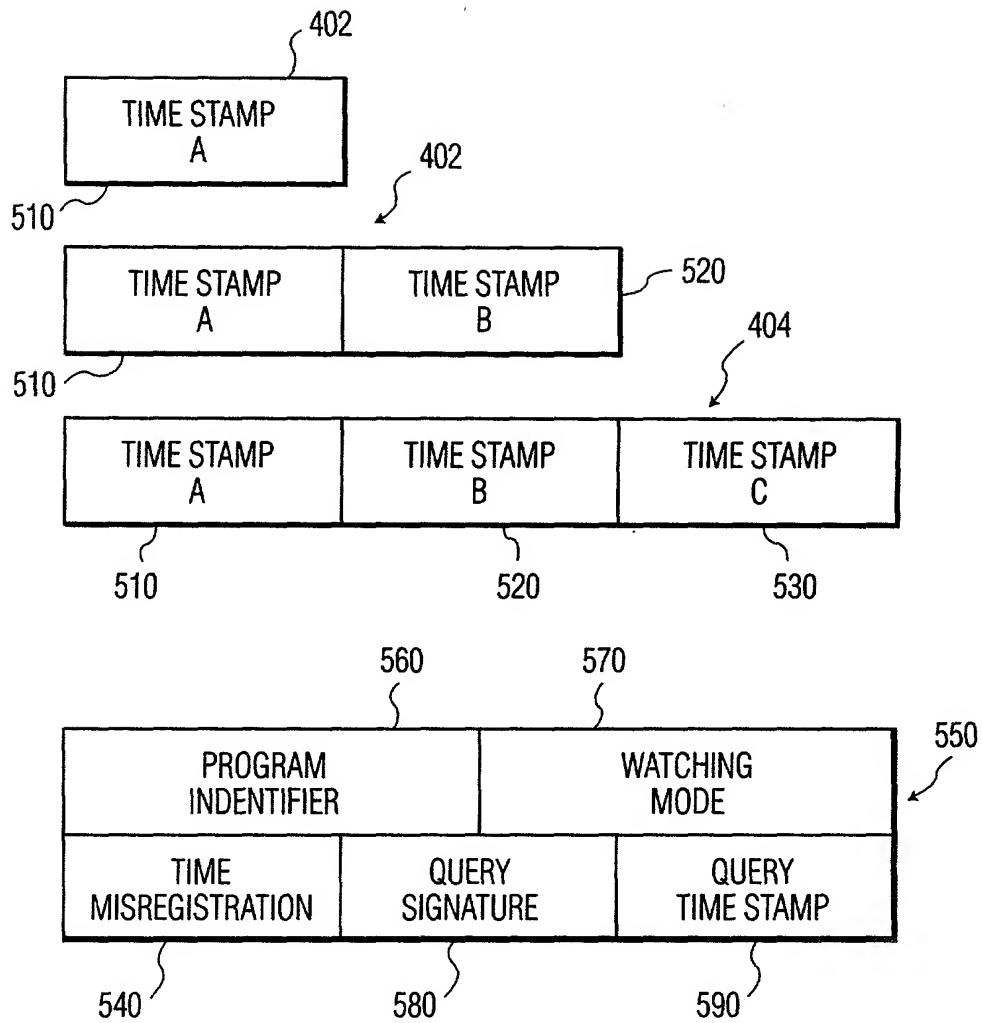 402
TIME STAMP
A
510
402
TIME STAMP
A
TIME STAMP
B
520
510
404
TIME STAMP
A
TIME STAMP
B
TIME STAMP
C
510
520
530
560
570
550
PROGRAM
INDENTIFIER
WATCHING
MODE
TIME
MISREGISTRATION
QUERY
SIGNATURE
QUERY
TIME STAMP
540
580
590